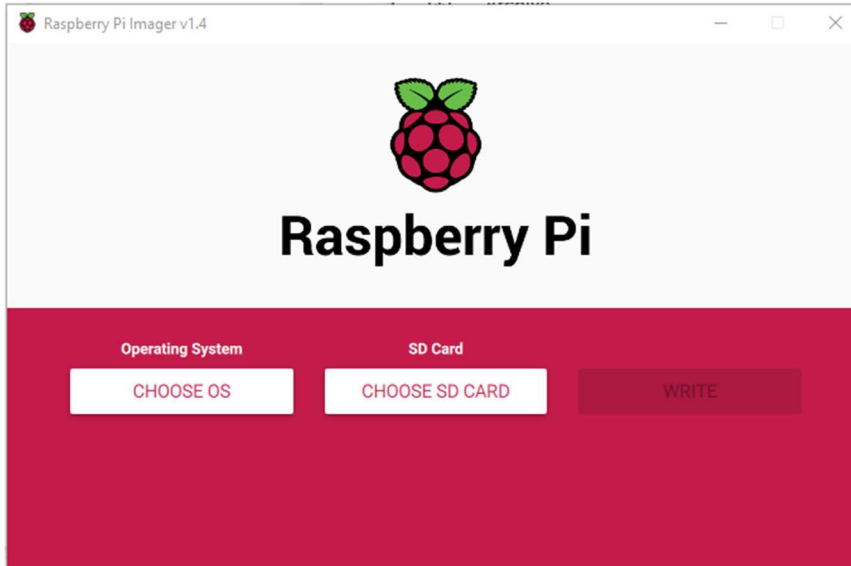 Raspberry Pi Imager v1.4
Raspberry Pi
Operating System
SD Card
CHOOSE OS
CHOOSE SD CARD
WRITE